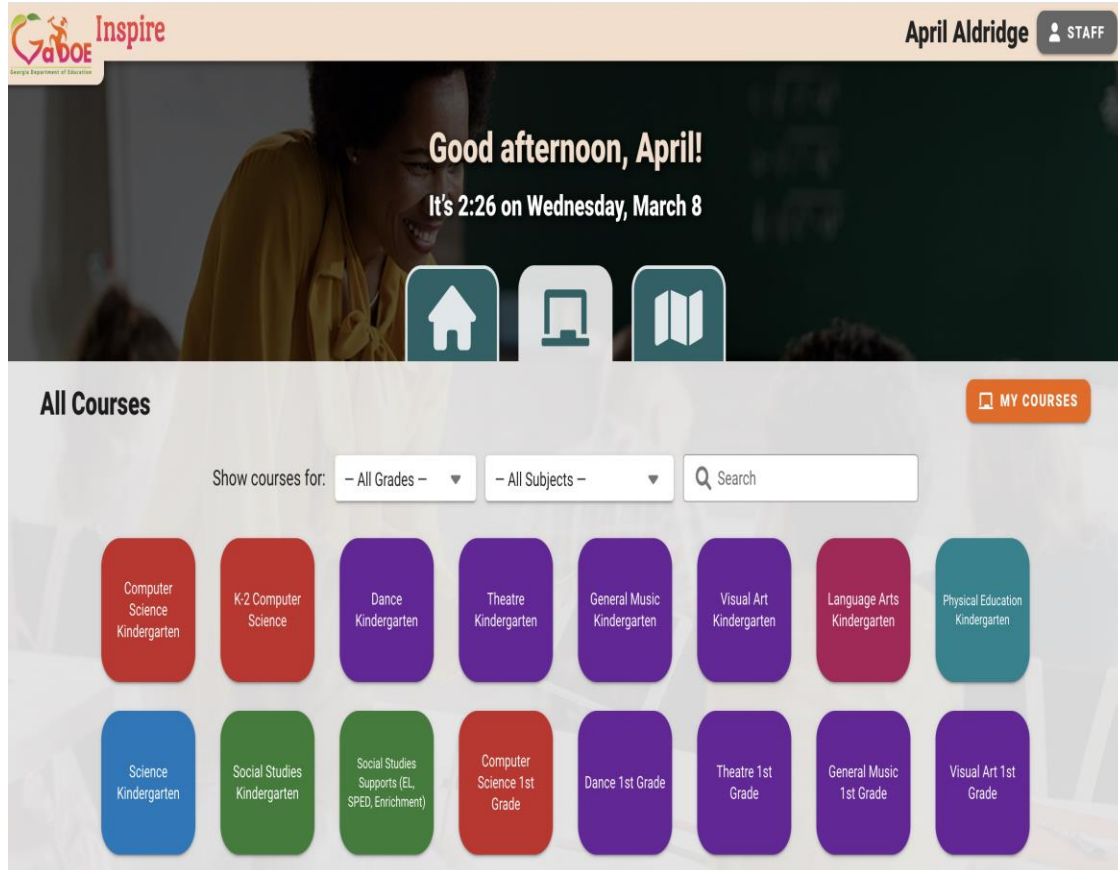 GaDOE
Georgia Department of Education
Inspire
April Aldridge
STAFF
Good afternoon, April!
It's 2:26 on Wednesday, March 8
All Courses
MY COURSES
Show courses for:
– All Grades –
– All Subjects –
Search
Computer
Science
Kindergarten
K-2 Computer
Science
Dance
Kindergarten
Theatre
Kindergarten
General Music
Kindergarten
Visual Art
Kindergarten
Language Arts
Kindergarten
Physical Education
Kindergarten
Science
Kindergarten
Social Studies
Kindergarten
Social Studies
Supports (EL,
SPED, Enrichment)
Computer
Science 1st
Grade
Dance 1st Grade
Theatre 1st
Grade
General Music
1st Grade
Visual Art 1st
Grade